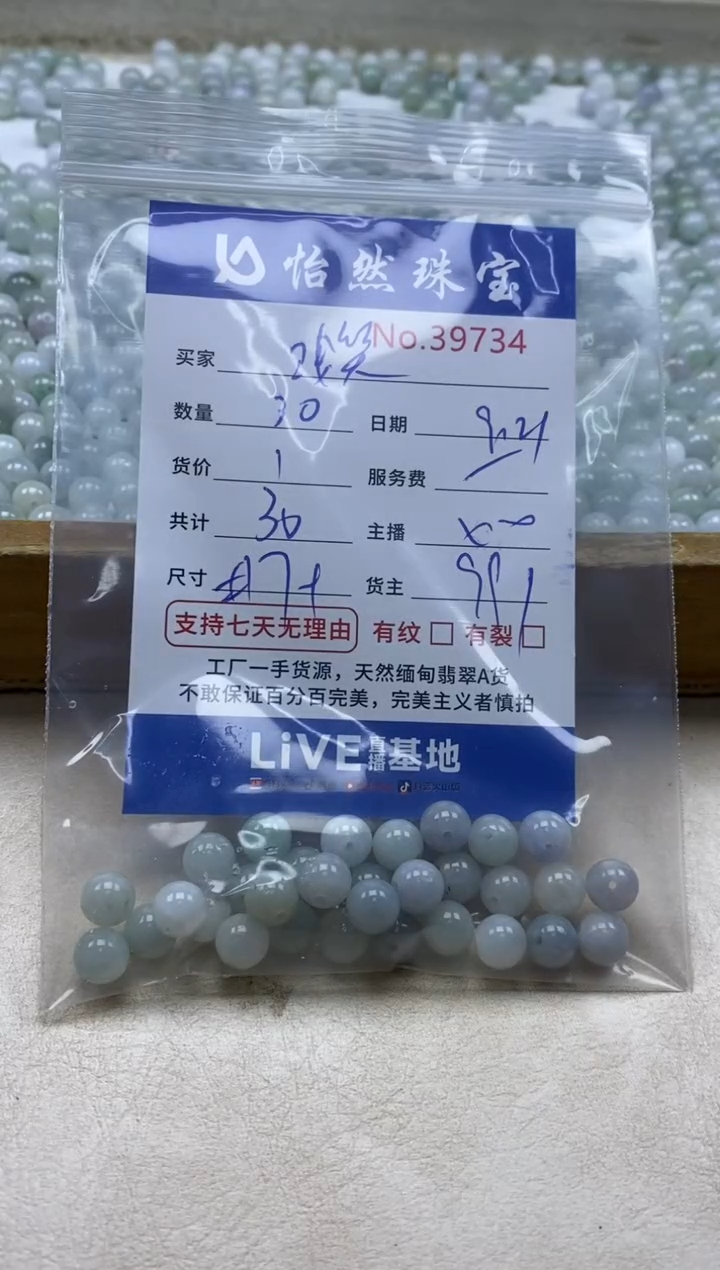 怡然珠宝
No.39734
买家
数量 30 日期 9.21
货价 1 服务费
共计 30 主播
尺寸 货主
支持七天无理由 有纹 有裂
工厂一手货源，天然缅甸翡翠A货
不敢保证百分百完美，完美主义者慎拍
LiVE直播基地